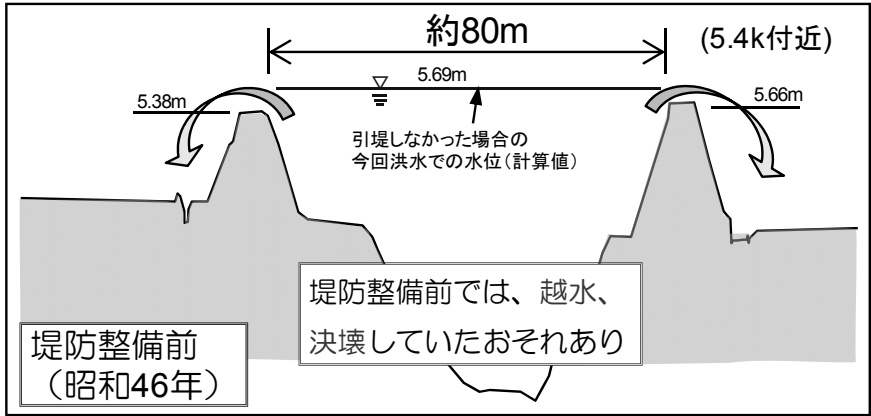 約80m
(5.4k付近)
5.69m
5.38m
5.66m
引堤しなかった場合の
今回洪水での水位(計算値)
堤防整備前では、越水、
決壊していたおそれあり
堤防整備前
(昭和46年)